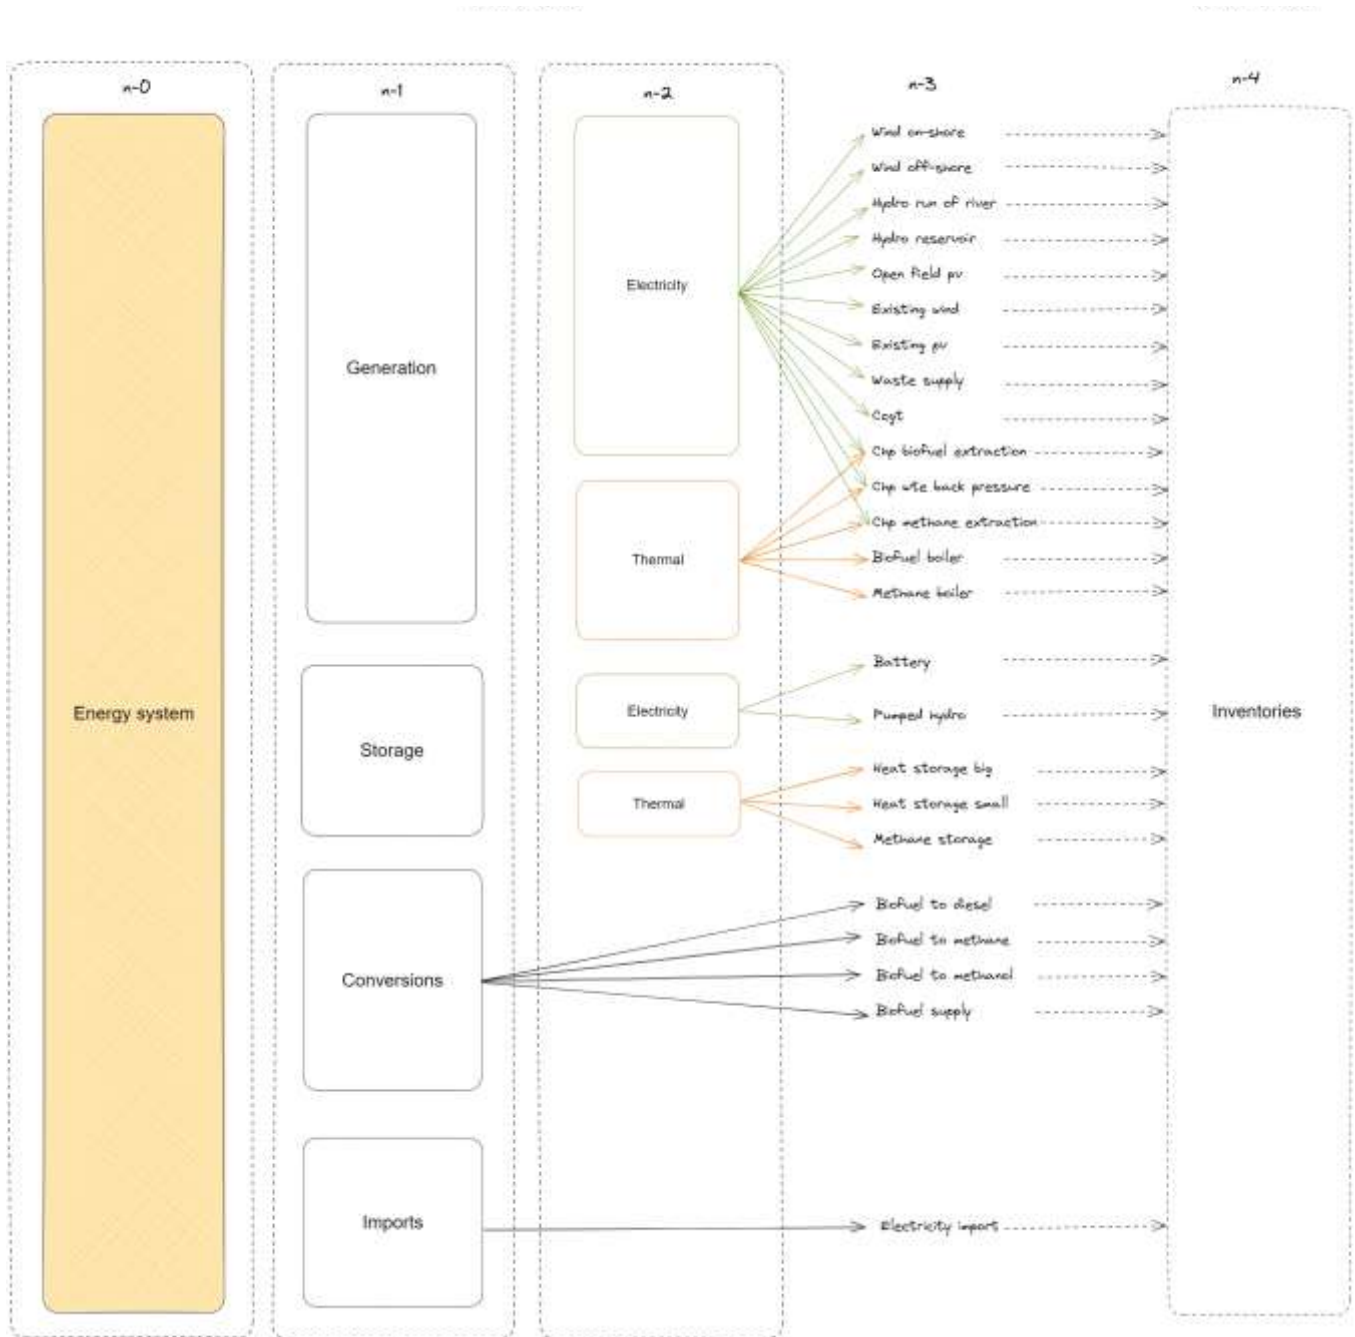 n-0
n-1
n-2
n-3
n-4
Energy system
Generation
Storage
Conversions
Imports
Electricity
Thermal
Electricity
Thermal
Wind on-shore
Wind off-shore
Hydro run of river
Hydro reservoir
Open field pv
Existing wind
Existing pv
Waste supply
Ccgt
Chp biofuel extraction
Chp wte back pressure
Chp methane extraction
Biofuel boiler
Methane boiler
Battery
Pumped hydro
Heat storage big
Heat storage small
Methane storage
Biofuel to diesel
Biofuel to methane
Biofuel to methanol
Biofuel supply
Electricity import
Inventories